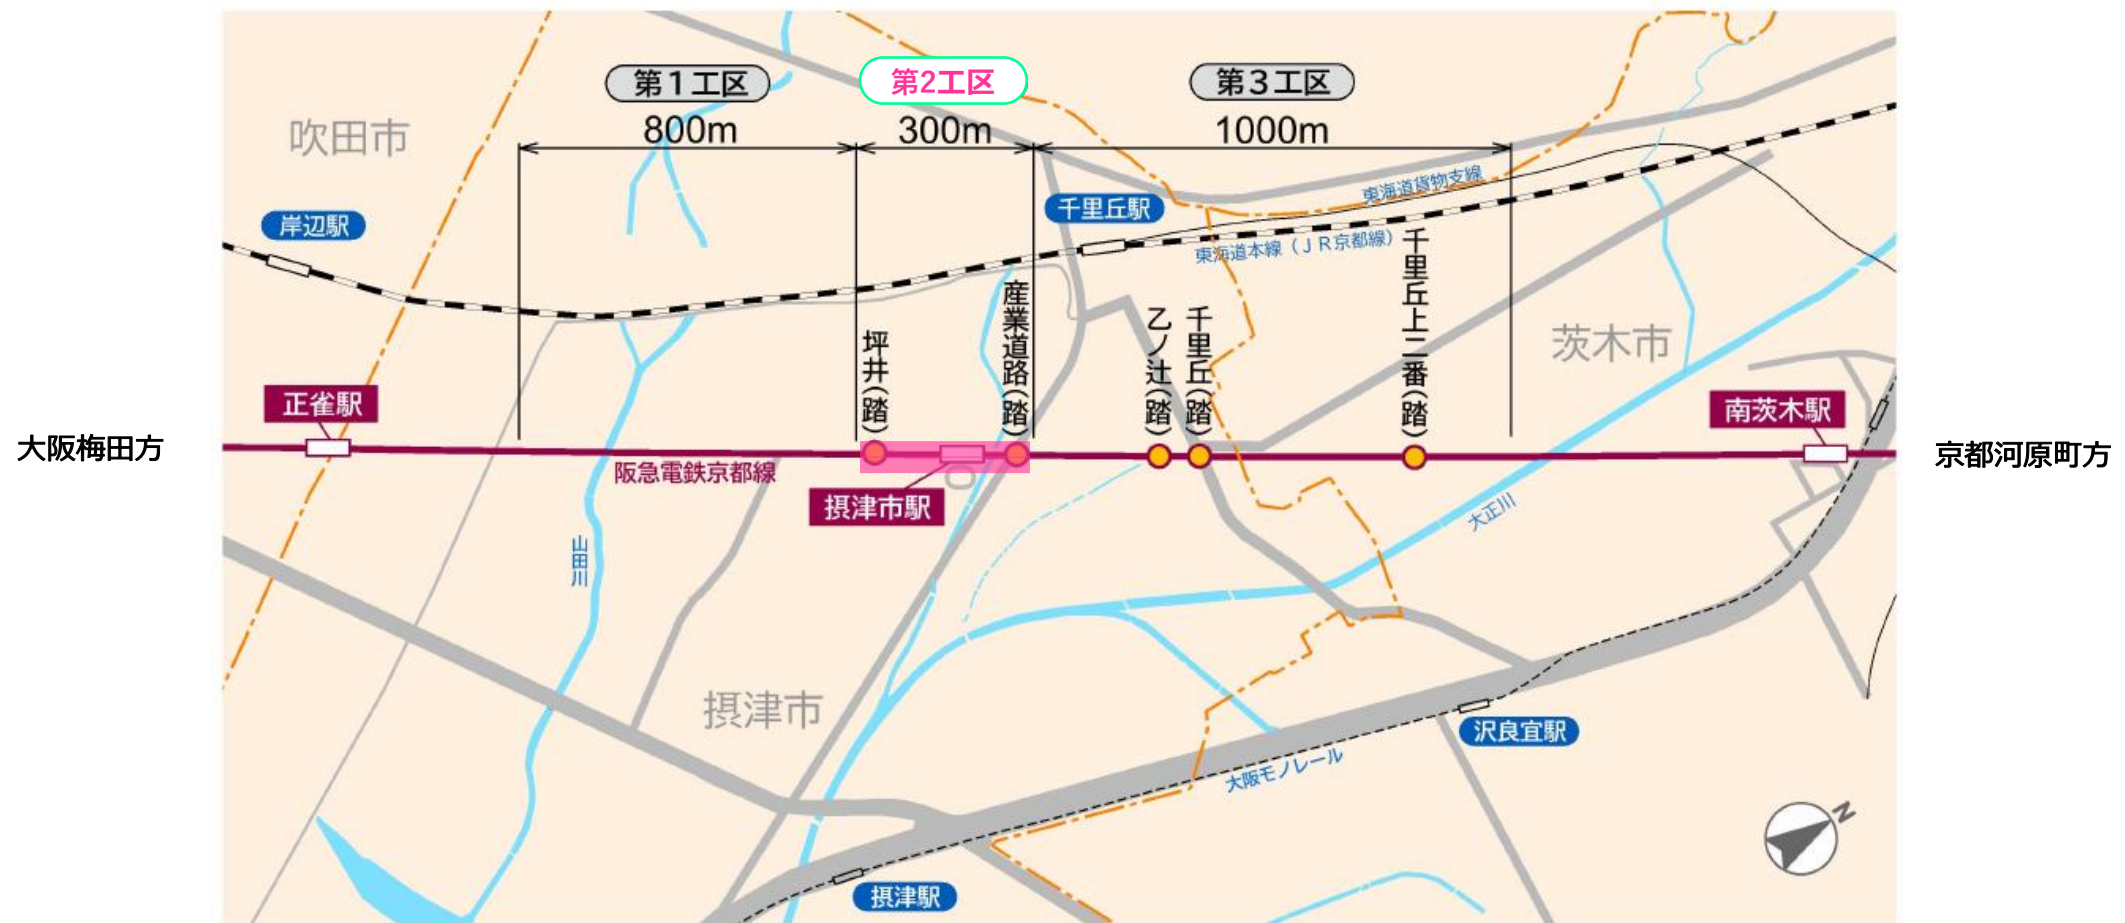 第1工区
第2工区
第3工区
800m
300m
1000m
吹田市
岸辺駅
千里丘駅
東海道貨物支線
東海道本線（JR京都線）
坪井(踏)
産業道路(踏)
乙ノ辻(踏)
千里丘(踏)
千里丘上二番(踏)
茨木市
正雀駅
南茨木駅
大阪梅田方
京都河原町方
阪急電鉄京都線
摂津市駅
大正川
山田川
摂津市
沢良宜駅
大阪モノレール
摂津駅
N